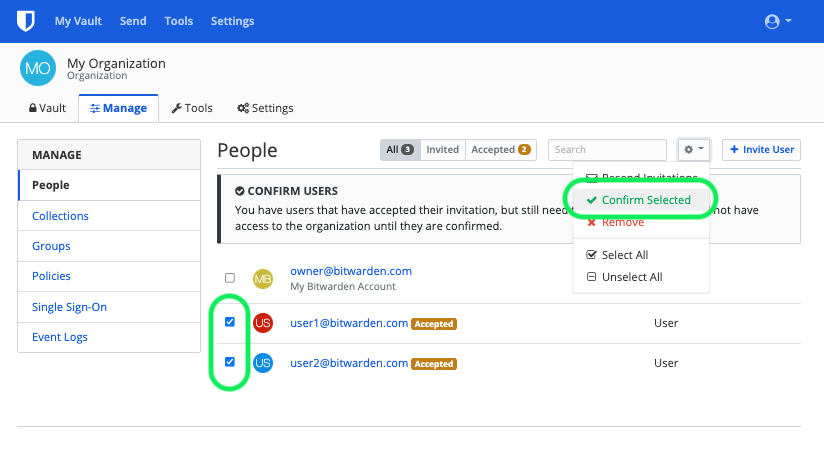 My Vault Send Tools Settings
MO My Organization
Organization
Vault Manage Tools Settings
MANAGE
People
Collections
Groups
Policies
Single Sign-On
Event Logs
People All 3 Invited Accepted 2 Search Invite User
Resend Invitations
Confirm Selected
Remove
Select All
Unselect All
CONFIRM USERS
You have users that have accepted their invitation, but still need not have
access to the organization until they are confirmed.
MB owner@bitwarden.com
My Bitwarden Account
US user1@bitwarden.com Accepted User
US user2@bitwarden.com Accepted User